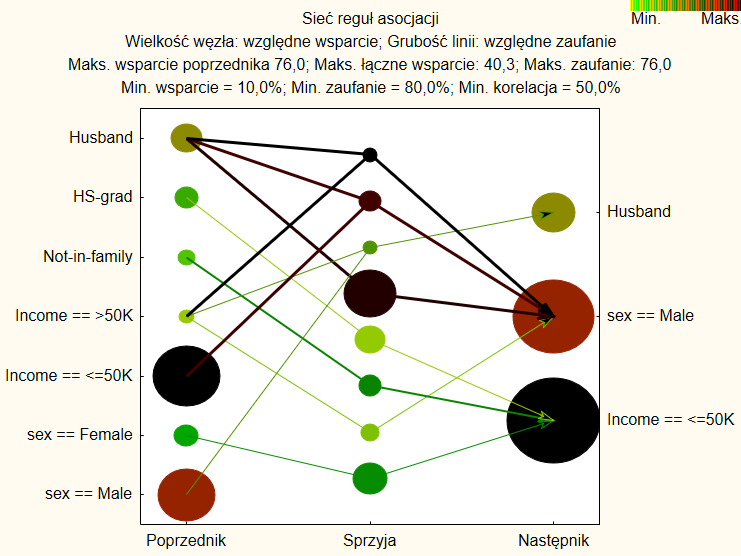 Sieć reguł asocjacji
Min. Maks
Wielkość węzła: względne wsparcie; Grubość linii: względne zaufanie
Maks. wsparcie poprzednika 76,0; Maks. łączne wsparcie: 40,3; Maks. zaufanie: 76,0
Min. wsparcie = 10,0%; Min. zaufanie = 80,0%; Min. korelacja = 50,0%
Husband
HS-grad
Not-in-family
Income == >50K
Income == <=50K
sex == Female
sex == Male
Husband
sex == Male
Income == <=50K
Poprzednik Sprzyja Następnik